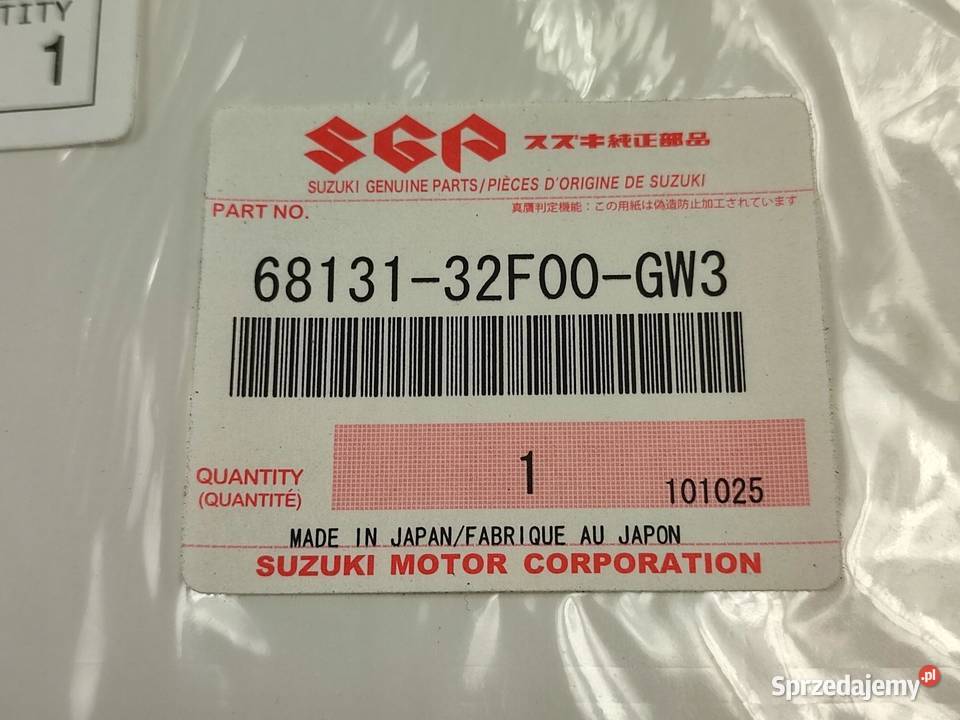 NTITY
1
SGP スズキ純正部品
SUZUKI GENUINE PARTS/PIÈCES D'ORIGINE DE SUZUKI
PART NO.
真贋判定機能：この用紙は偽造防止加工されています
68131-32F00-GW3
QUANTITY
(QUANTITÉ)
1
101025
MADE IN JAPAN/FABRIQUE AU JAPON
SUZUKI MOTOR CORPORATION
Sprzedajemy.pl